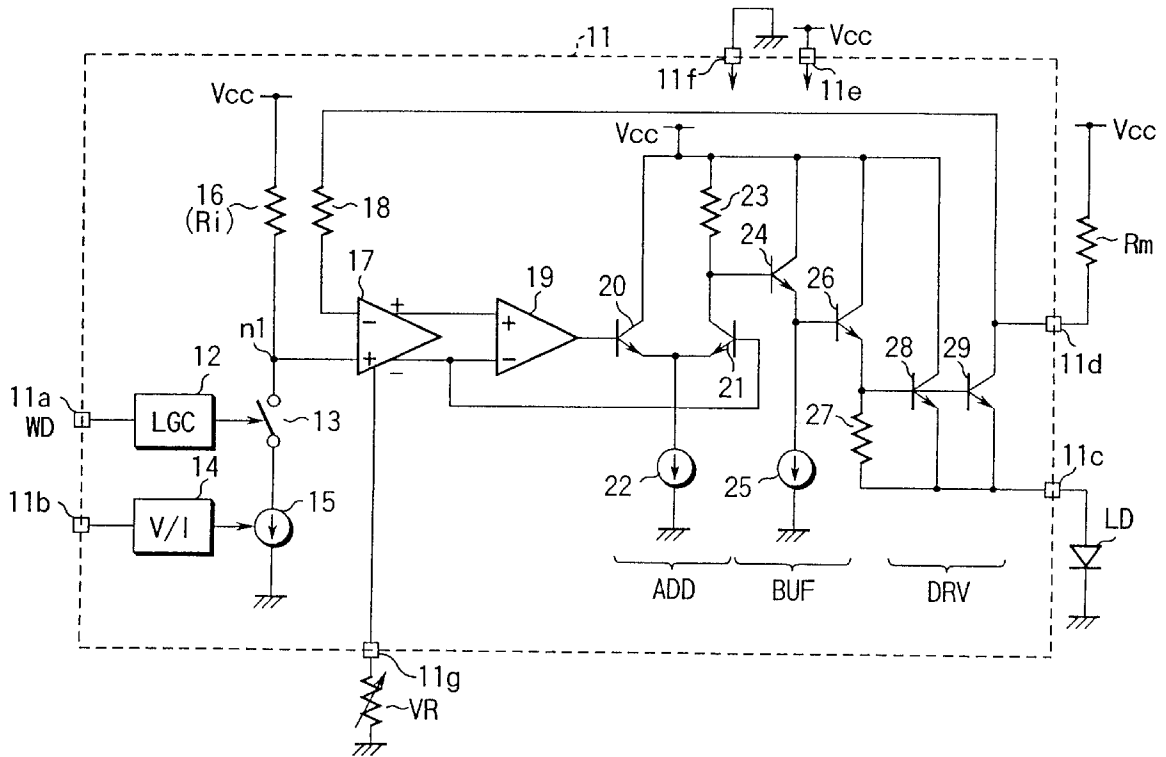 11
11f
Vcc
11e
Vcc
Vcc
Vcc
16
(Ri)
18
23
Rm
17
19
20
24
26
+
−
+
−
+
−
n1
21
28
29
11d
12
11a
WD
LGC
13
27
14
15
22
25
11c
11b
V/I
LD
ADD
BUF
DRV
11g
VR